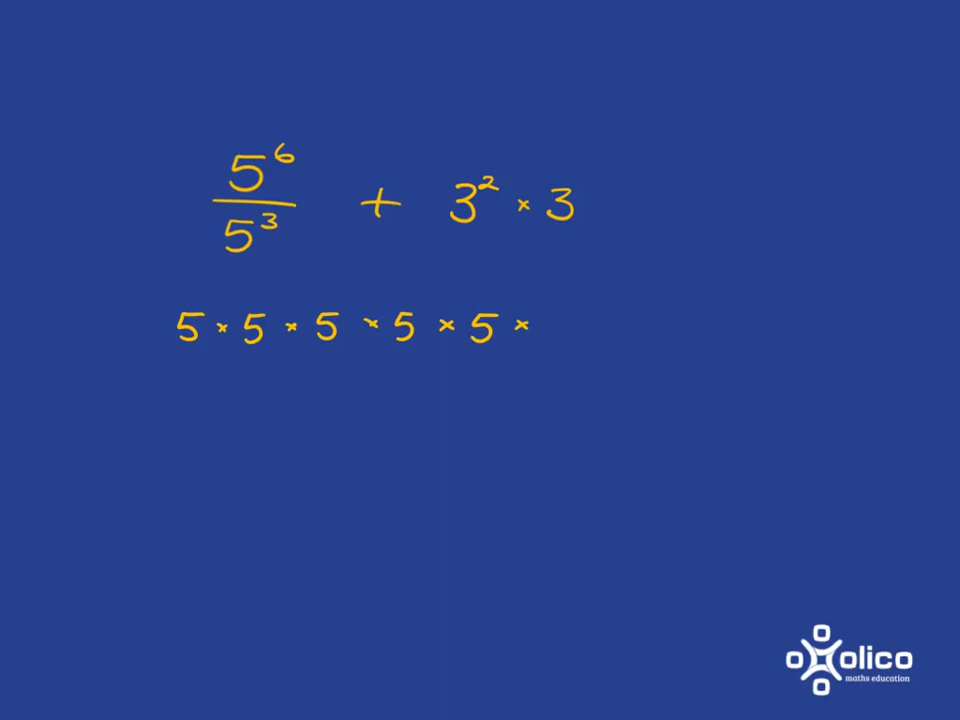 5⁶/5³ + 3² × 3
5 × 5 × 5 × 5 × 5 ×
olico
maths education